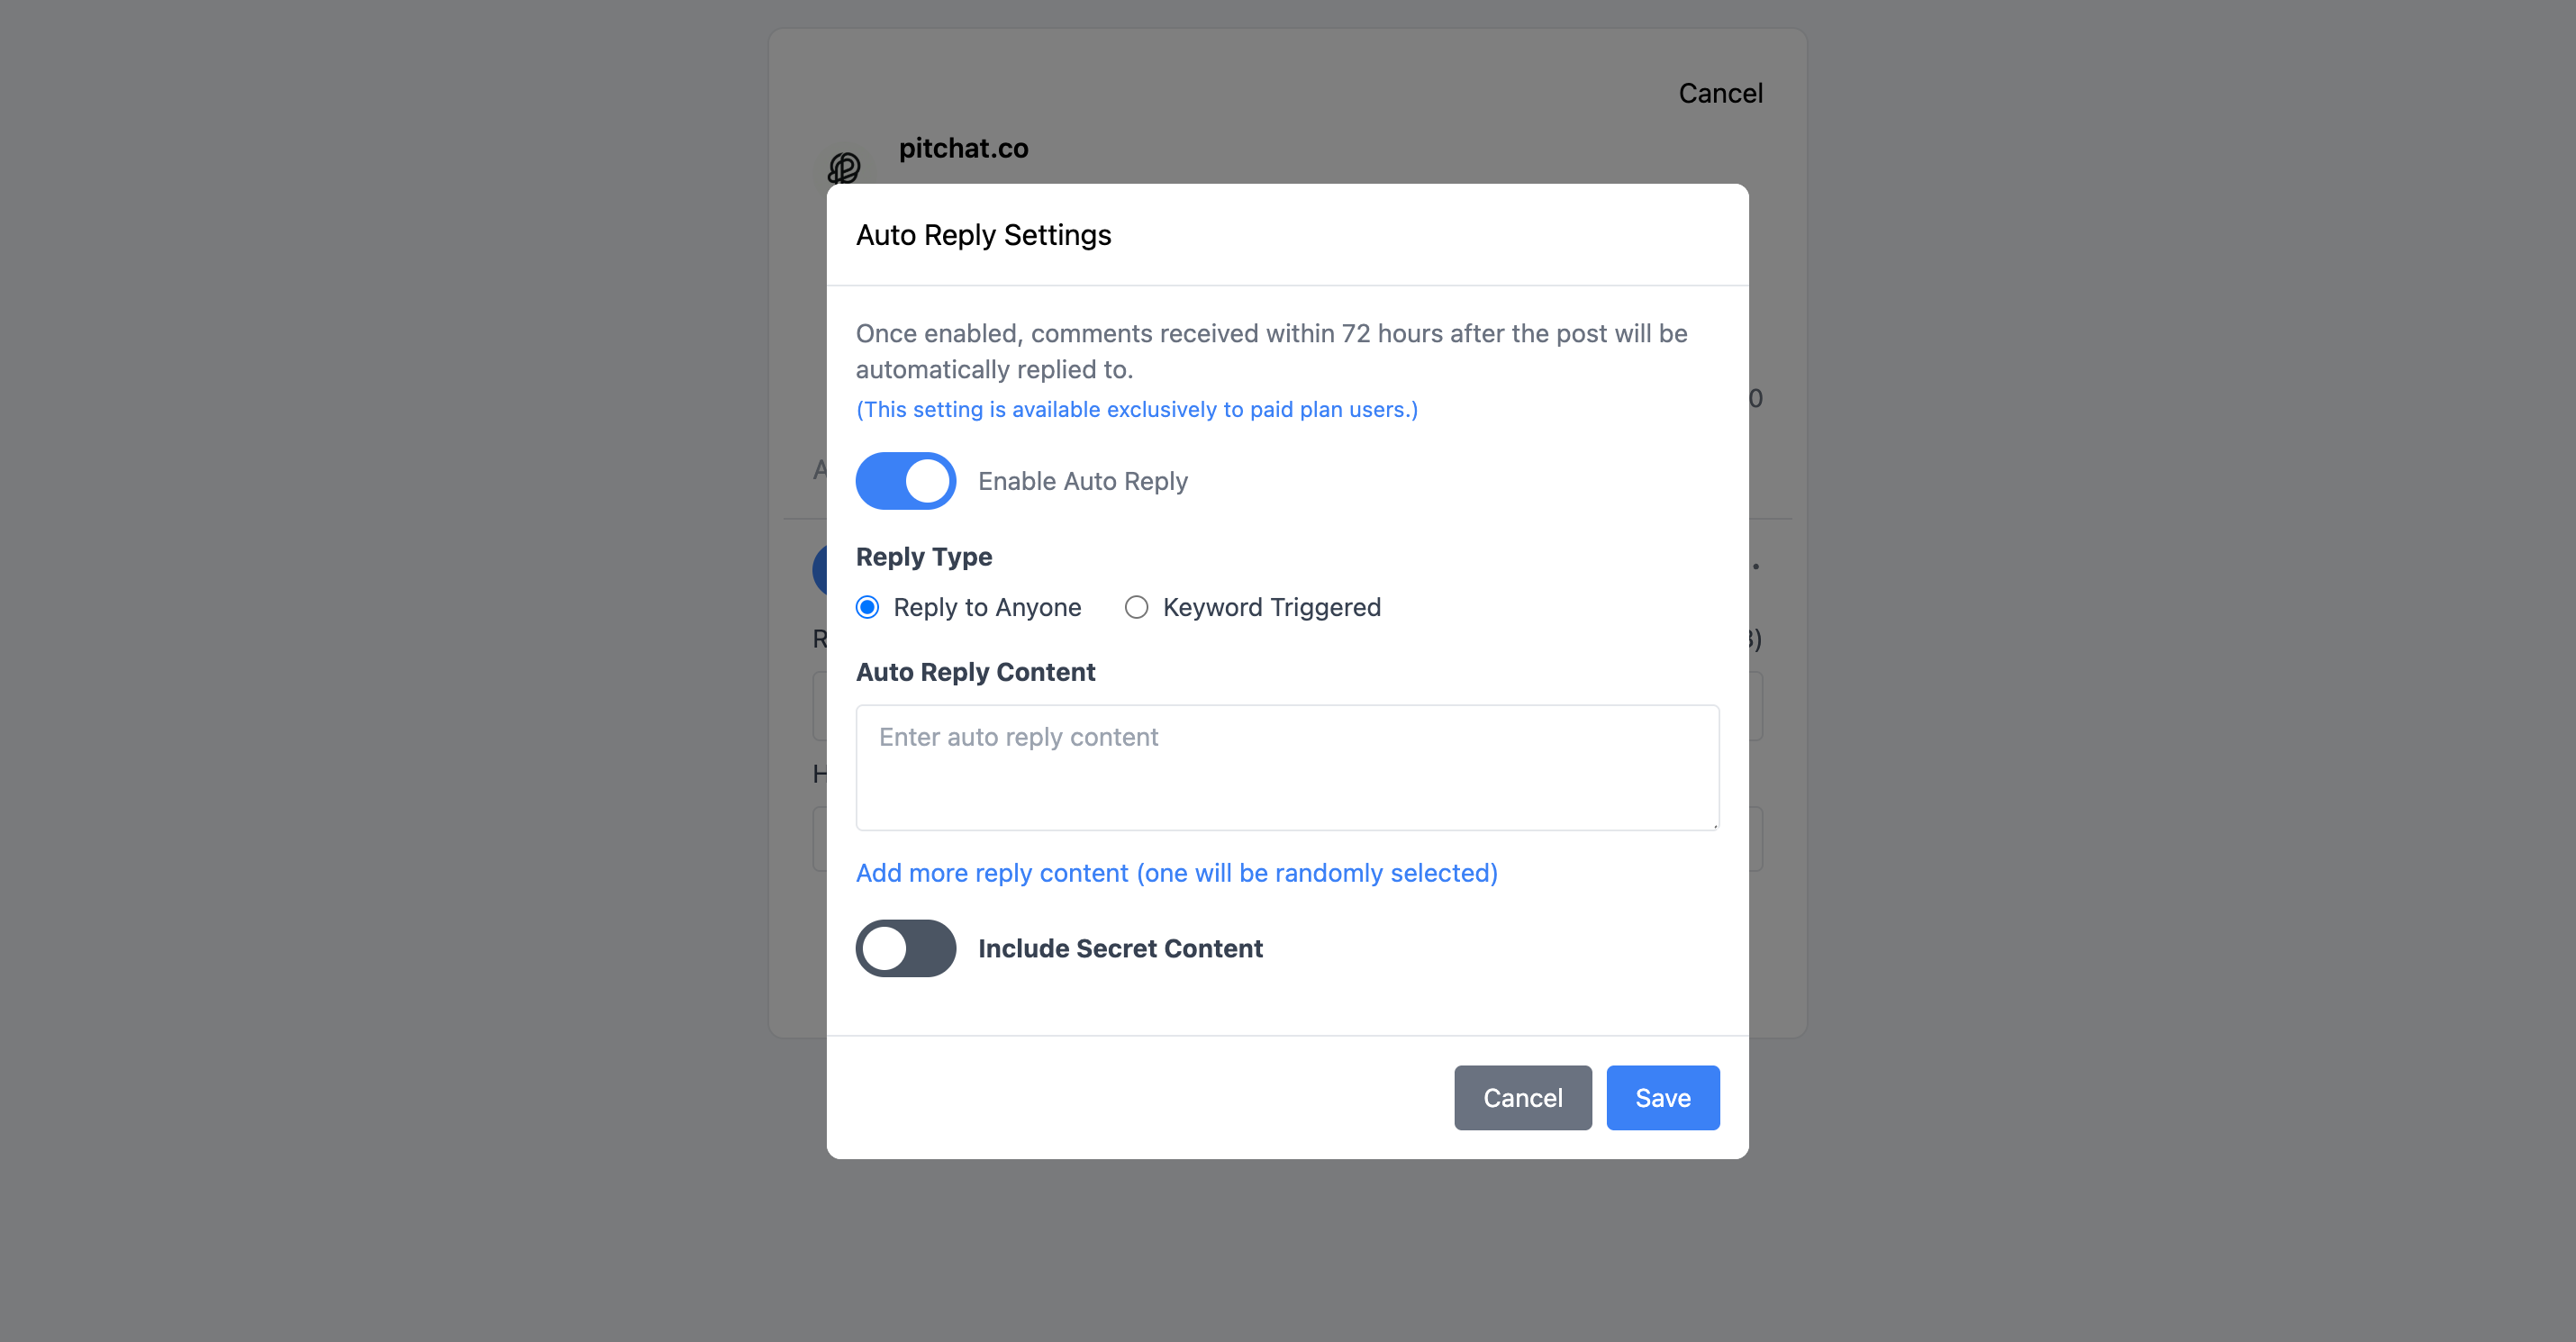 Cancel
pitchat.co
Auto Reply Settings
Once enabled, comments received within 72 hours after the post will be
automatically replied to.
(This setting is available exclusively to paid plan users.)
Enable Auto Reply
Reply Type
Reply to Anyone Keyword Triggered
Auto Reply Content
Enter auto reply content
Add more reply content (one will be randomly selected)
Include Secret Content
Cancel Save